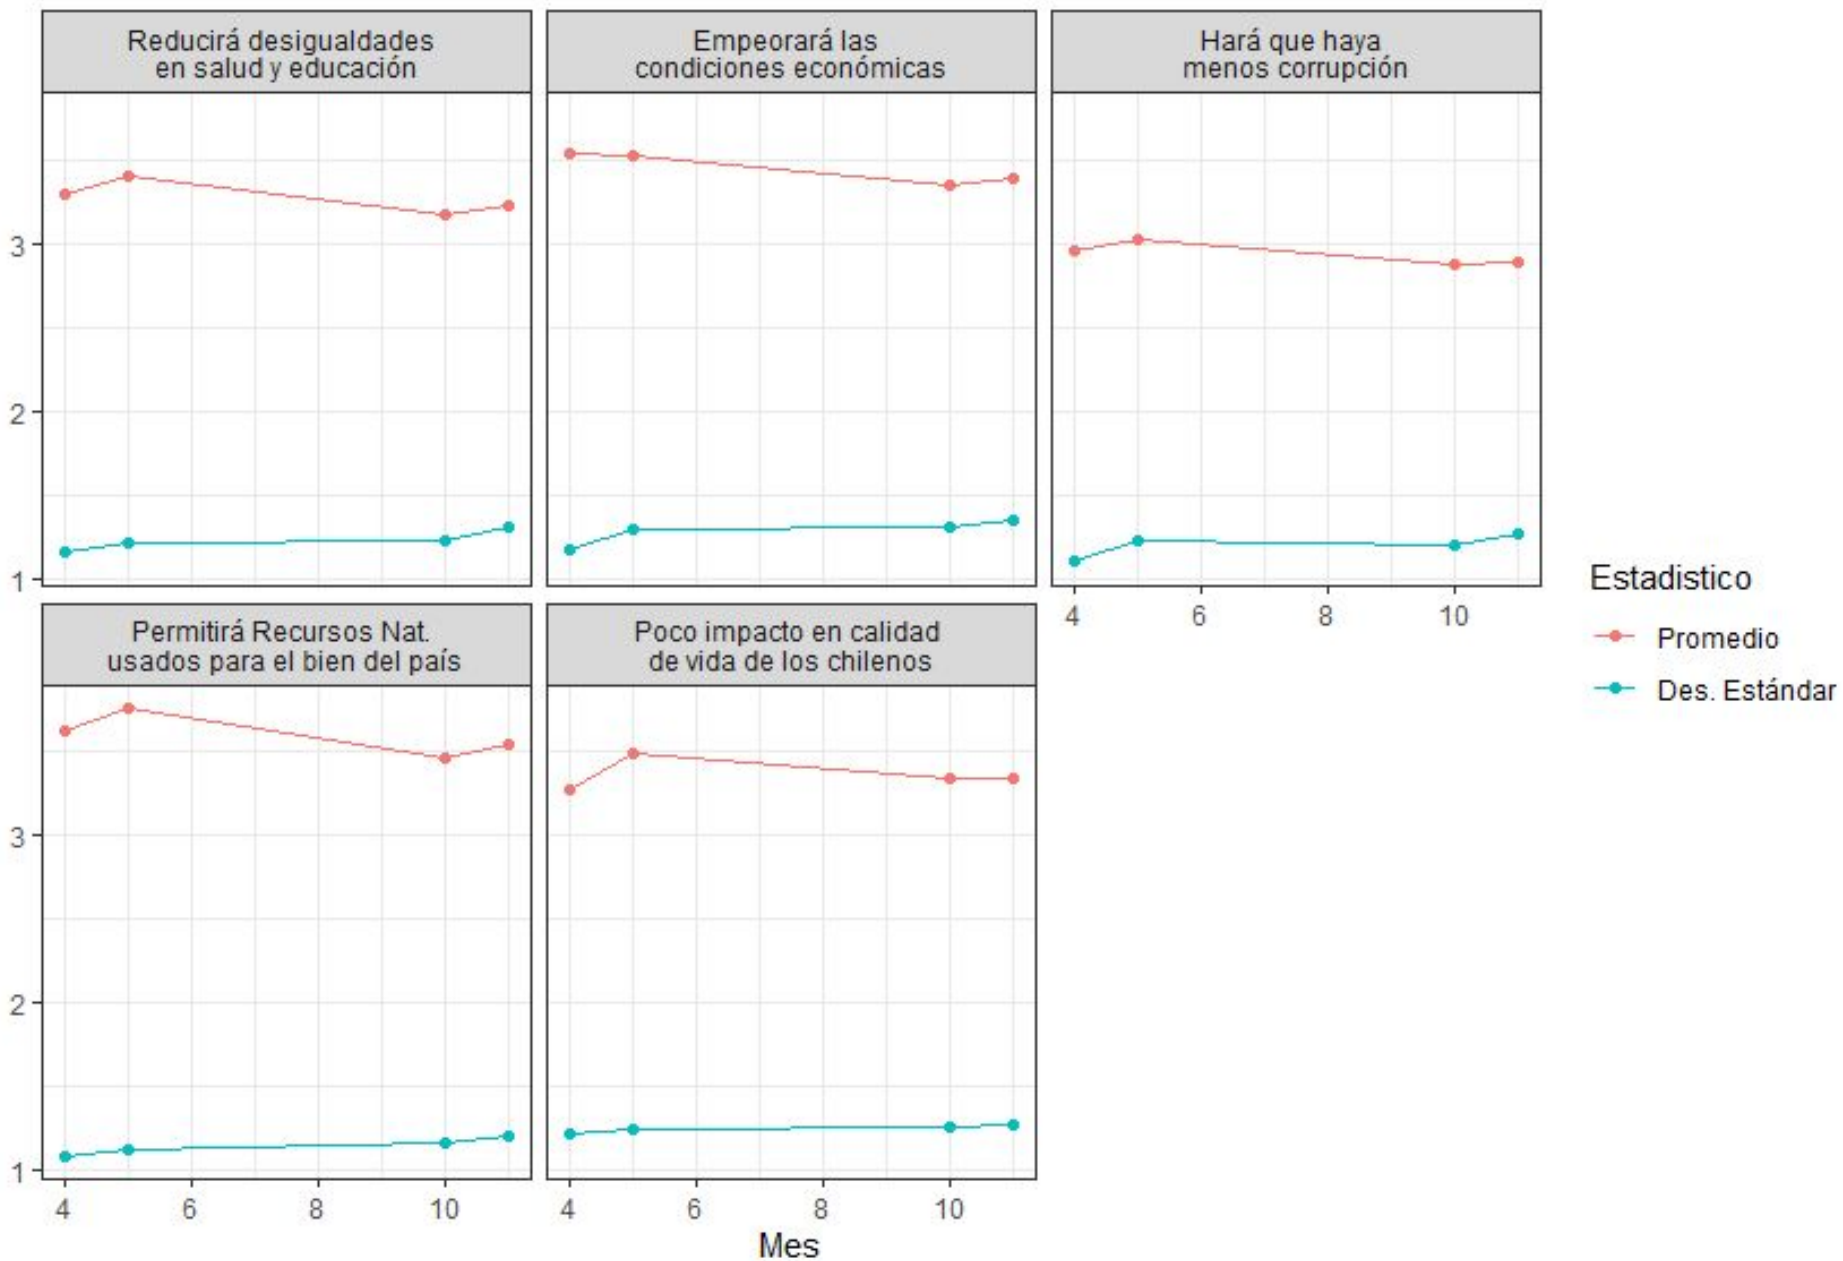 Reducirá desigualdades
en salud y educación
Empeorará las
condiciones económicas
Hará que haya
menos corrupción
3
2
1
4 6 8 10
Permitirá Recursos Nat.
usados para el bien del país
Poco impacto en calidad
de vida de los chilenos
3
2
1
4 6 8 10
4 6 8 10
Mes
Estadistico
Promedio
Des. Estándar